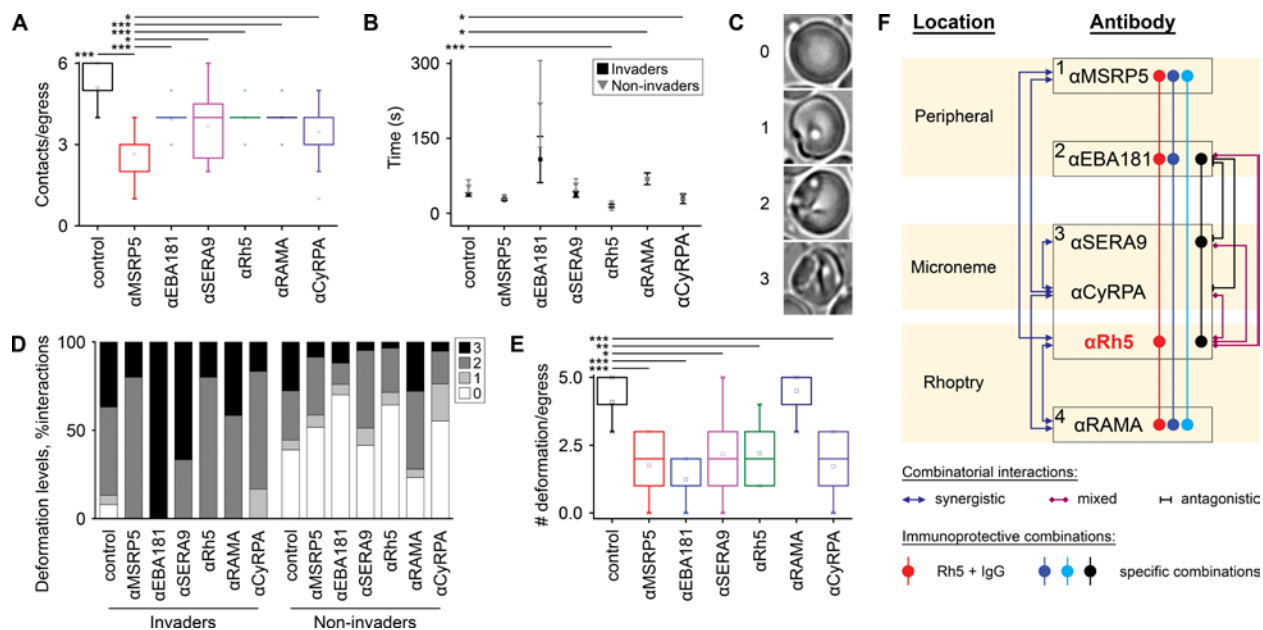 A
*
***
*
***
***
***
Contacts/egress
6
3
0
control
αMSRP5
αEBA181
αSERA9
αRh5
αRAMA
αCyRPA
B
*
*
***
Time (s)
300
150
0
Invaders
Non-invaders
control
αMSRP5
αEBA181
αSERA9
αRh5
αRAMA
αCyRPA
C
0
1
2
3
D
Deformation levels, %interactions
100
50
0
3
2
1
0
control
αMSRP5
αEBA181
αSERA9
αRh5
αRAMA
αCyRPA
control
αMSRP5
αEBA181
αSERA9
αRh5
αRAMA
αCyRPA
Invaders
Non-invaders
E
***
**
*
***
***
# deformation/egress
5.0
2.5
0.0
control
αMSRP5
αEBA181
αSERA9
αRh5
αRAMA
αCyRPA
F
Location
Antibody
Peripheral
1 αMSRP5
2 αEBA181
Microneme
3 αSERA9
αCyRPA
αRh5
Rhoptry
4 αRAMA
Combinatorial interactions:
synergistic mixed antagonistic
Immunoprotective combinations:
Rh5 + IgG specific combinations